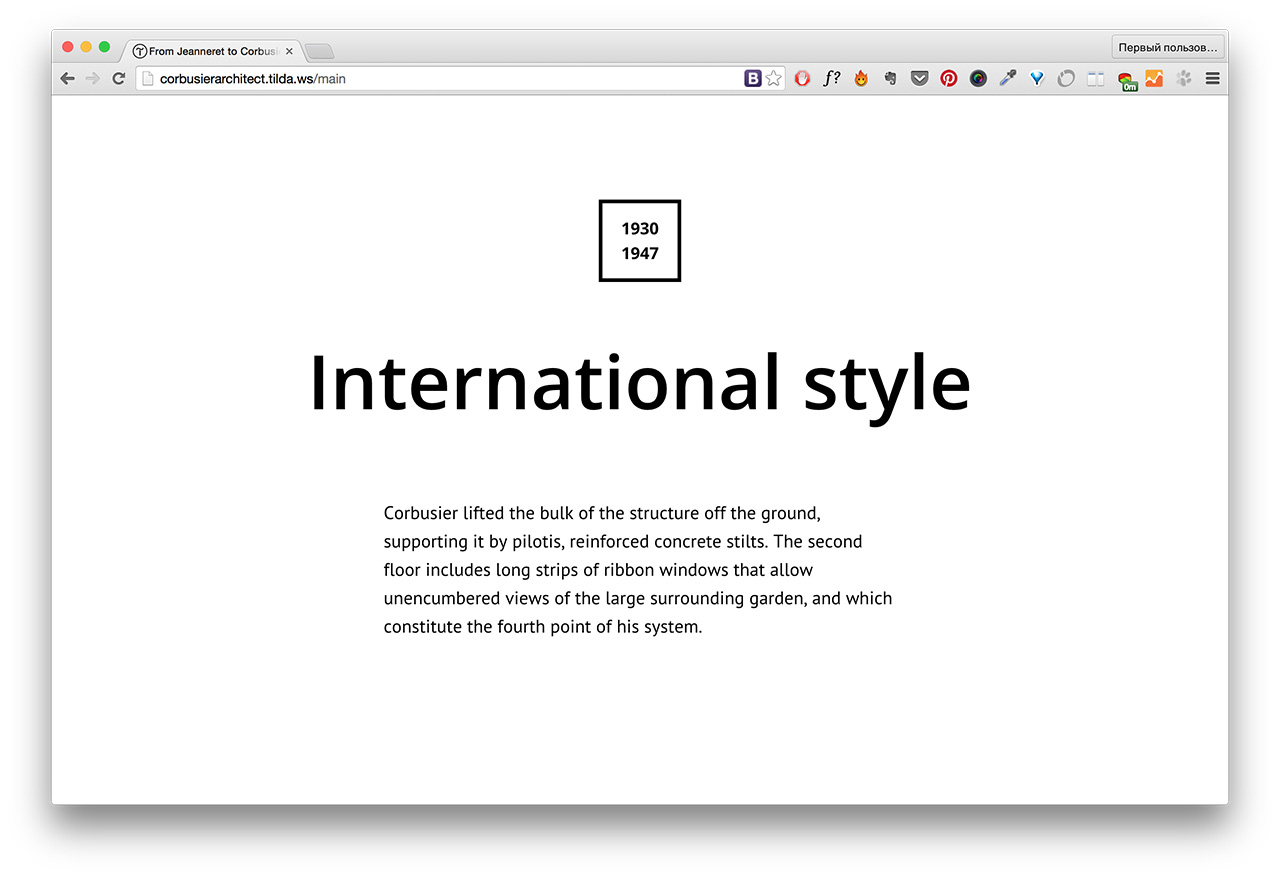 From Jeanneret to Corbusi
Первый пользов...
corbusierarchitect.tilda.ws/main
B
f?
0m
1930
1947
International style
Corbusier lifted the bulk of the structure off the ground,
supporting it by pilotis, reinforced concrete stilts. The second
floor includes long strips of ribbon windows that allow
unencumbered views of the large surrounding garden, and which
constitute the fourth point of his system.